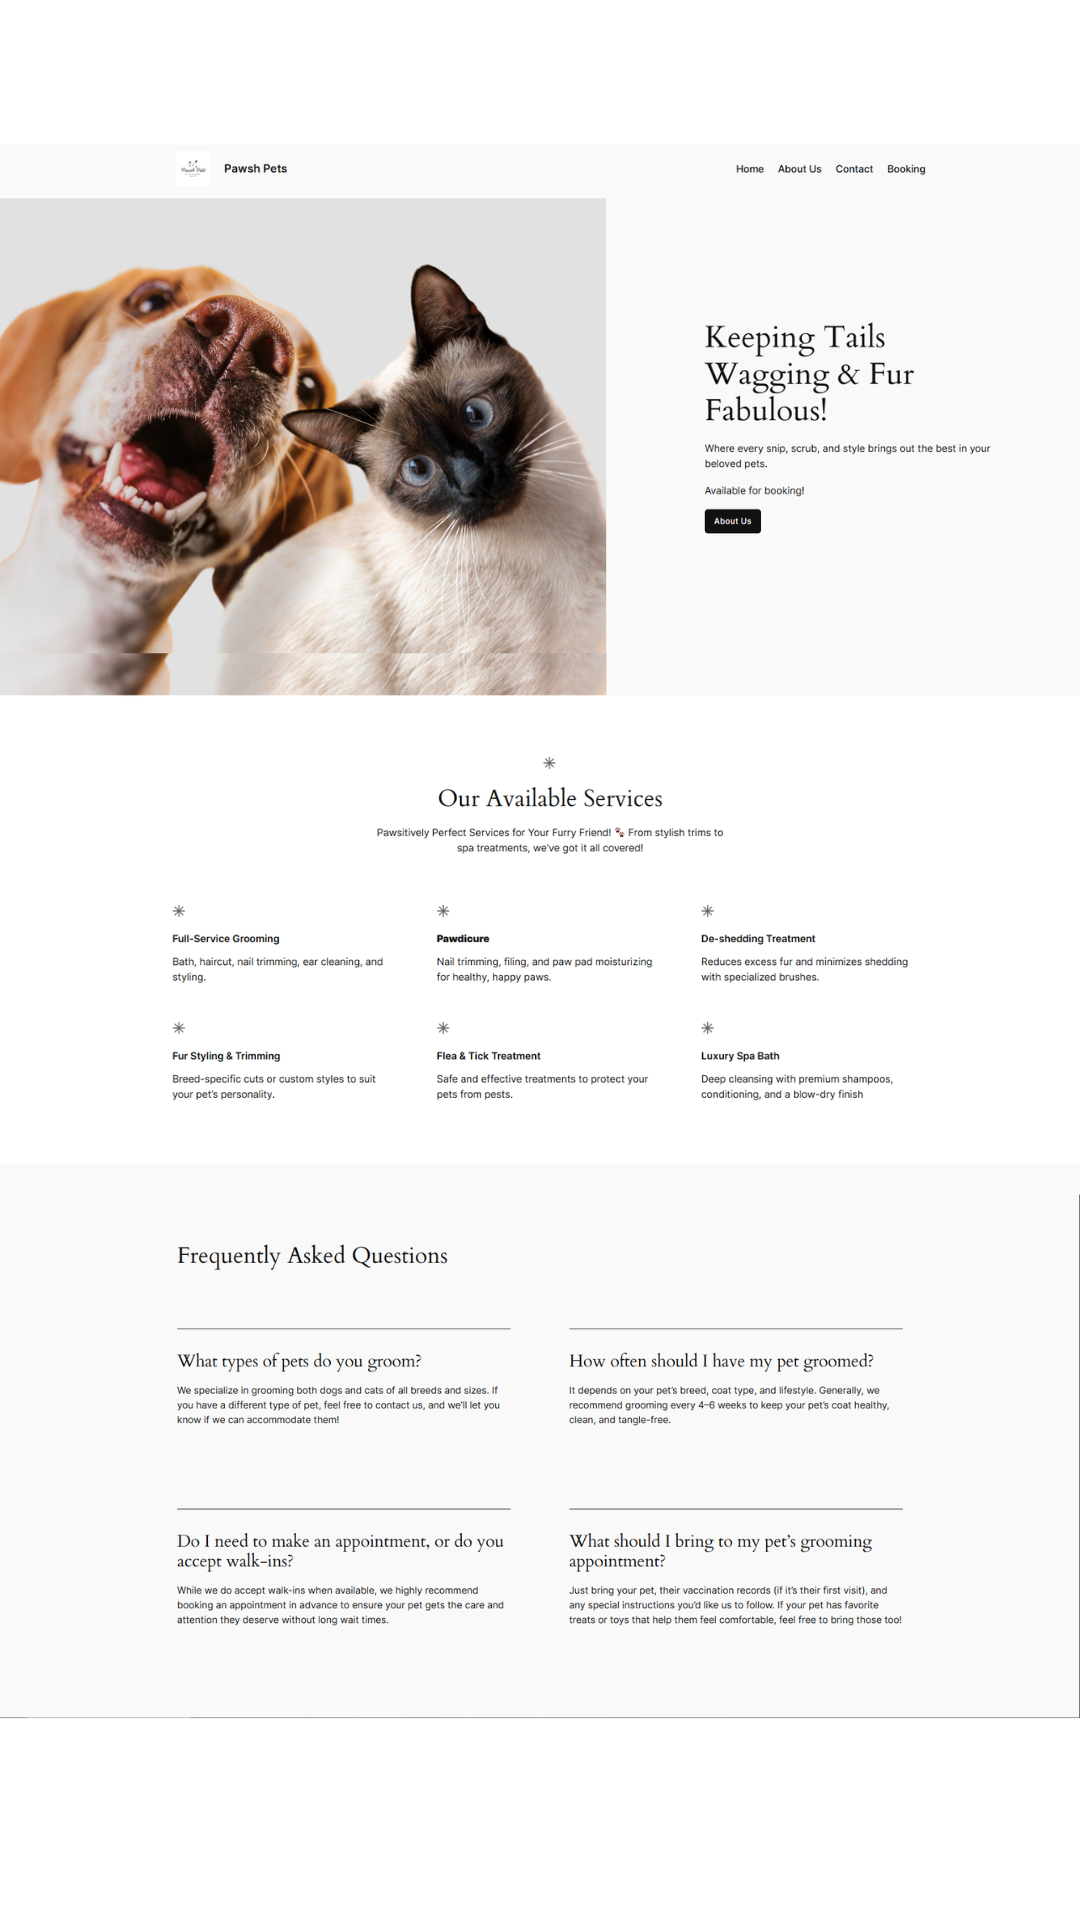 Pawsh Pets
Home About Us Contact Booking
Keeping Tails
Wagging & Fur
Fabulous!
Where every snip, scrub, and style brings out the best in your
beloved pets.
Available for booking!
About Us
Our Available Services
Pawsitively Perfect Services for Your Furry Friend! 🐾 From stylish trims to
spa treatments, we've got it all covered!
Full-Service Grooming
Bath, haircut, nail trimming, ear cleaning, and
styling.
Pawdicure
Nail trimming, filing, and paw pad moisturizing
for healthy, happy paws.
De-shedding Treatment
Reduces excess fur and minimizes shedding
with specialized brushes.
Fur Styling & Trimming
Breed-specific cuts or custom styles to suit
your pet's personality.
Flea & Tick Treatment
Safe and effective treatments to protect your
pets from pests.
Luxury Spa Bath
Deep cleansing with premium shampoos,
conditioning, and a blow-dry finish
Frequently Asked Questions
What types of pets do you groom?
We specialize in grooming both dogs and cats of all breeds and sizes. If
you have a different type of pet, feel free to contact us, and we'll let you
know if we can accommodate them!
How often should I have my pet groomed?
It depends on your pet's breed, coat type, and lifestyle. Generally, we
recommend grooming every 4–6 weeks to keep your pet's coat healthy,
clean, and tangle-free.
Do I need to make an appointment, or do you
accept walk-ins?
While we do accept walk-ins when available, we highly recommend
booking an appointment in advance to ensure your pet gets the care and
attention they deserve without long wait times.
What should I bring to my pet's grooming
appointment?
Just bring your pet, their vaccination records (if it's their first visit), and
any special instructions you'd like us to follow. If your pet has favorite
treats or toys that help them feel comfortable, feel free to bring those too!